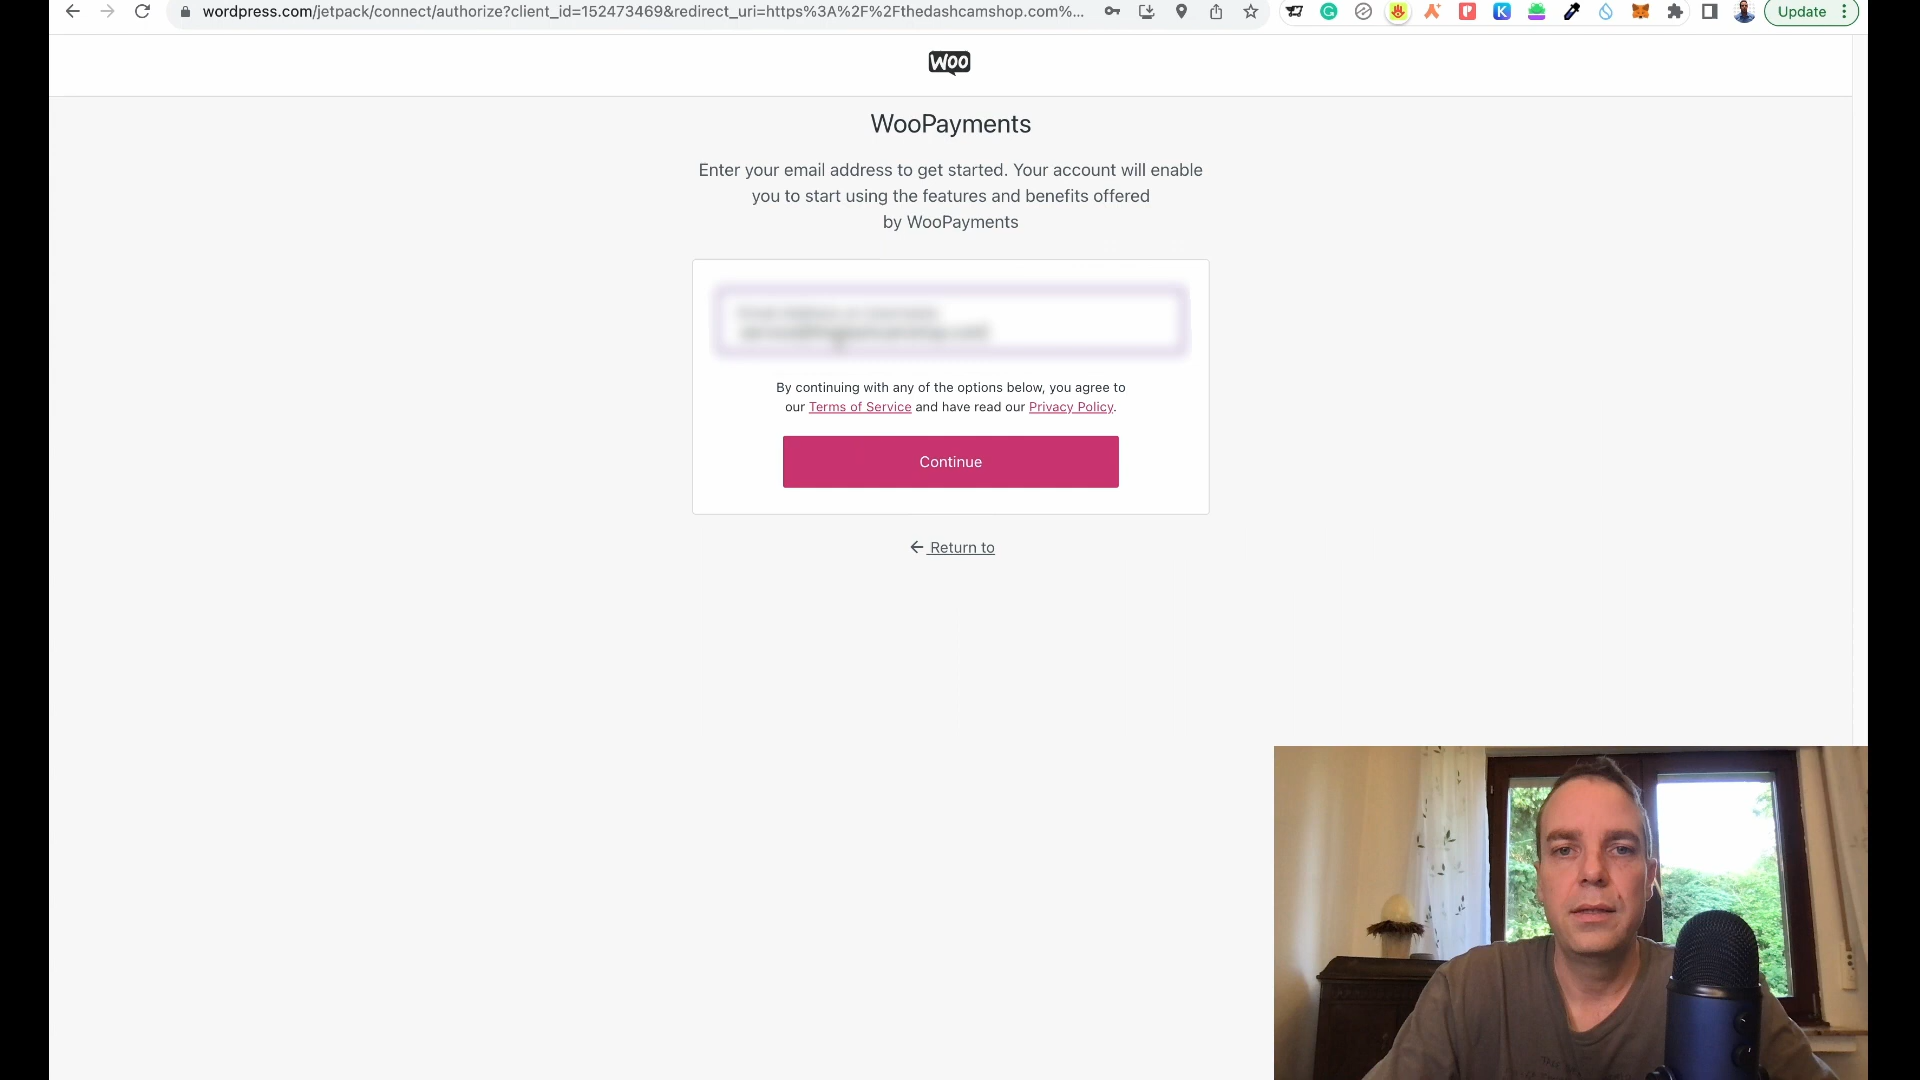 wordpress.com/jetpack/connect/authorize?client_id=152473469&redirect_uri=https%3A%2F%2Fthedashcamshop.com%...
Update
WOO
WooPayments
Enter your email address to get started. Your account will enable
you to start using the features and benefits offered
by WooPayments
By continuing with any of the options below, you agree to
our Terms of Service and have read our Privacy Policy.
Continue
← Return to